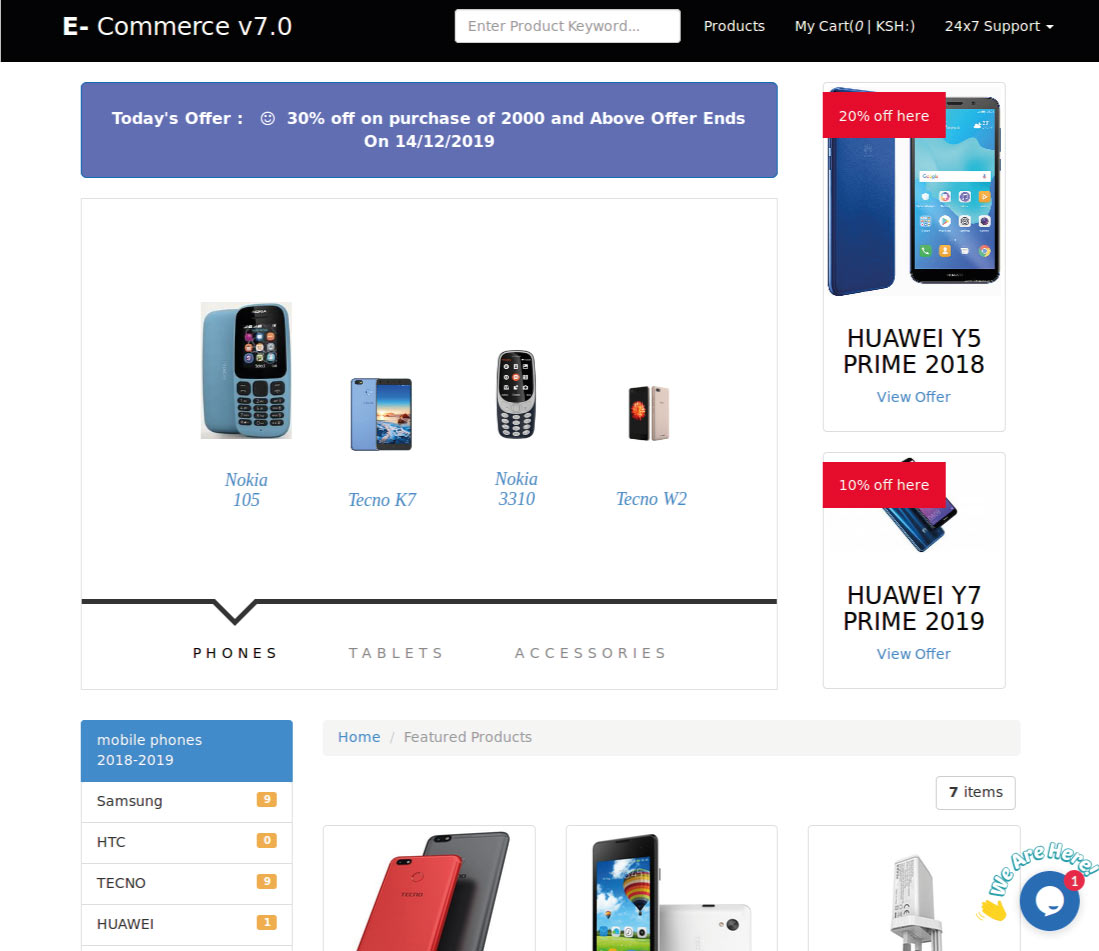 E- Commerce v7.0
Enter Product Keyword...
Products
My Cart(0 | KSH:)
24x7 Support
Today's Offer : ☺ 30% off on purchase of 2000 and Above Offer Ends
On 14/12/2019
20% off here
HUAWEI Y5
PRIME 2018
View Offer
Nokia
105
Tecno K7
Nokia
3310
Tecno W2
10% off here
HUAWEI Y7
PRIME 2019
View Offer
PHONES
TABLETS
ACCESSORIES
mobile phones
2018-2019
Samsung 9
HTC 0
TECNO 9
HUAWEI 1
Home / Featured Products
7 items
TECNO
We Are Here!
1